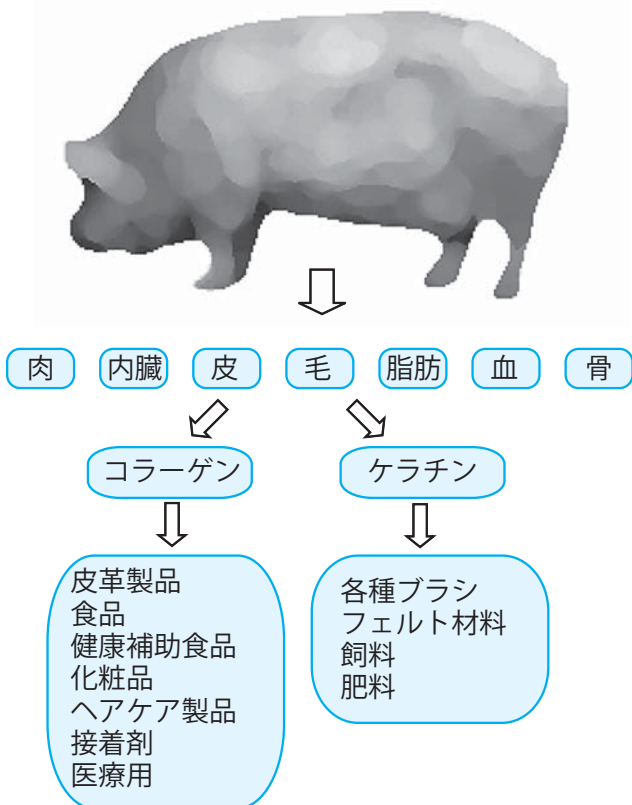 肉 内臓 皮 毛 脂肪 血 骨
コラーゲン ケラチン
皮革製品
食品
健康補助食品
化粧品
ヘアケア製品
接着剤
医療用
各種ブラシ
フェルト材料
飼料
肥料